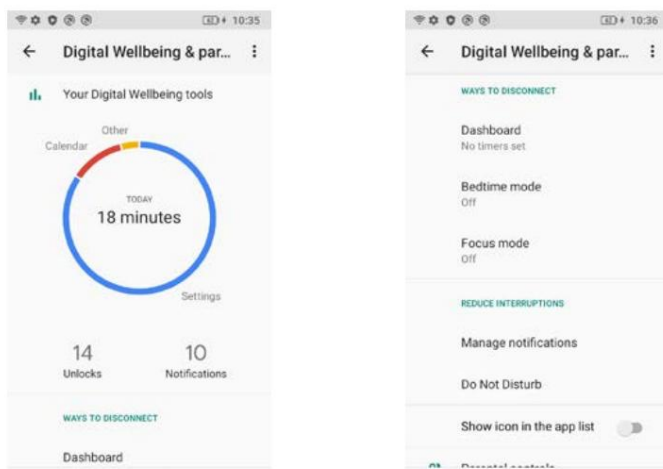 10:35
Digital Wellbeing & par...
Your Digital Wellbeing tools
Other
Calendar
TODAY
18 minutes
Settings
14
10
Unlocks
Notifications
WAYS TO DISCONNECT
Dashboard
10:36
Digital Wellbeing & par...
WAYS TO DISCONNECT
Dashboard
No timers set
Bedtime mode
Off
Focus mode
Off
REDUCE INTERRUPTIONS
Manage notifications
Do Not Disturb
Show icon in the app list
Parental controls